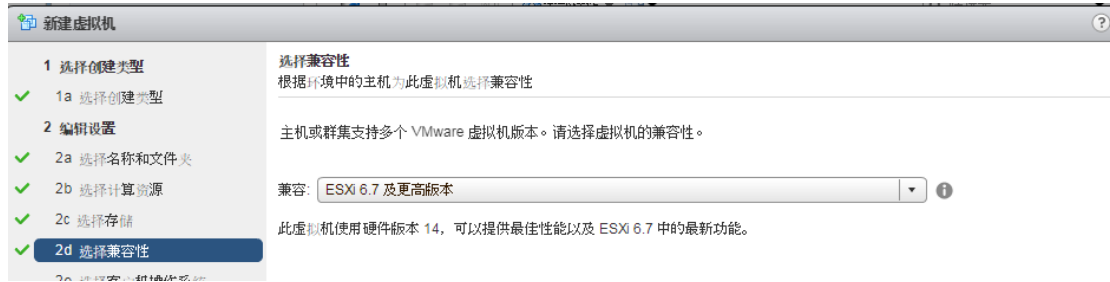 新建虚拟机
?
1 选择创建类型
1a 选择创建类型
2 编辑设置
2a 选择名称和文件夹
2b 选择计算资源
2c 选择存储
2d 选择兼容性
选择兼容性
根据环境中的主机为此虚拟机选择兼容性
主机或群集支持多个 VMware 虚拟机版本。请选择虚拟机的兼容性。
兼容: ESXi 6.7 及更高版本
此虚拟机使用硬件版本 14，可以提供最佳性能以及 ESXi 6.7 中的最新功能。